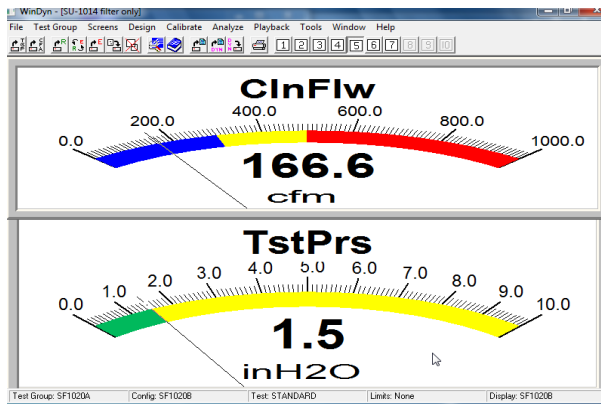 WinDyn - [SU-1014 filter only]
File Test Group Screens Design Calibrate Analyze Playback Tools Window Help
1 2 3 4 5 6 7 8 9 10
ClnFlw
0.0 200.0 400.0 600.0 800.0 1000.0
166.6
cfm
TstPrs
0.0 1.0 2.0 3.0 4.0 5.0 6.0 7.0 8.0 9.0 10.0
1.5
inH2O
Test Group: SF1020A Config: SF1020B Test: STANDARD Limits: None Display: SF1020B